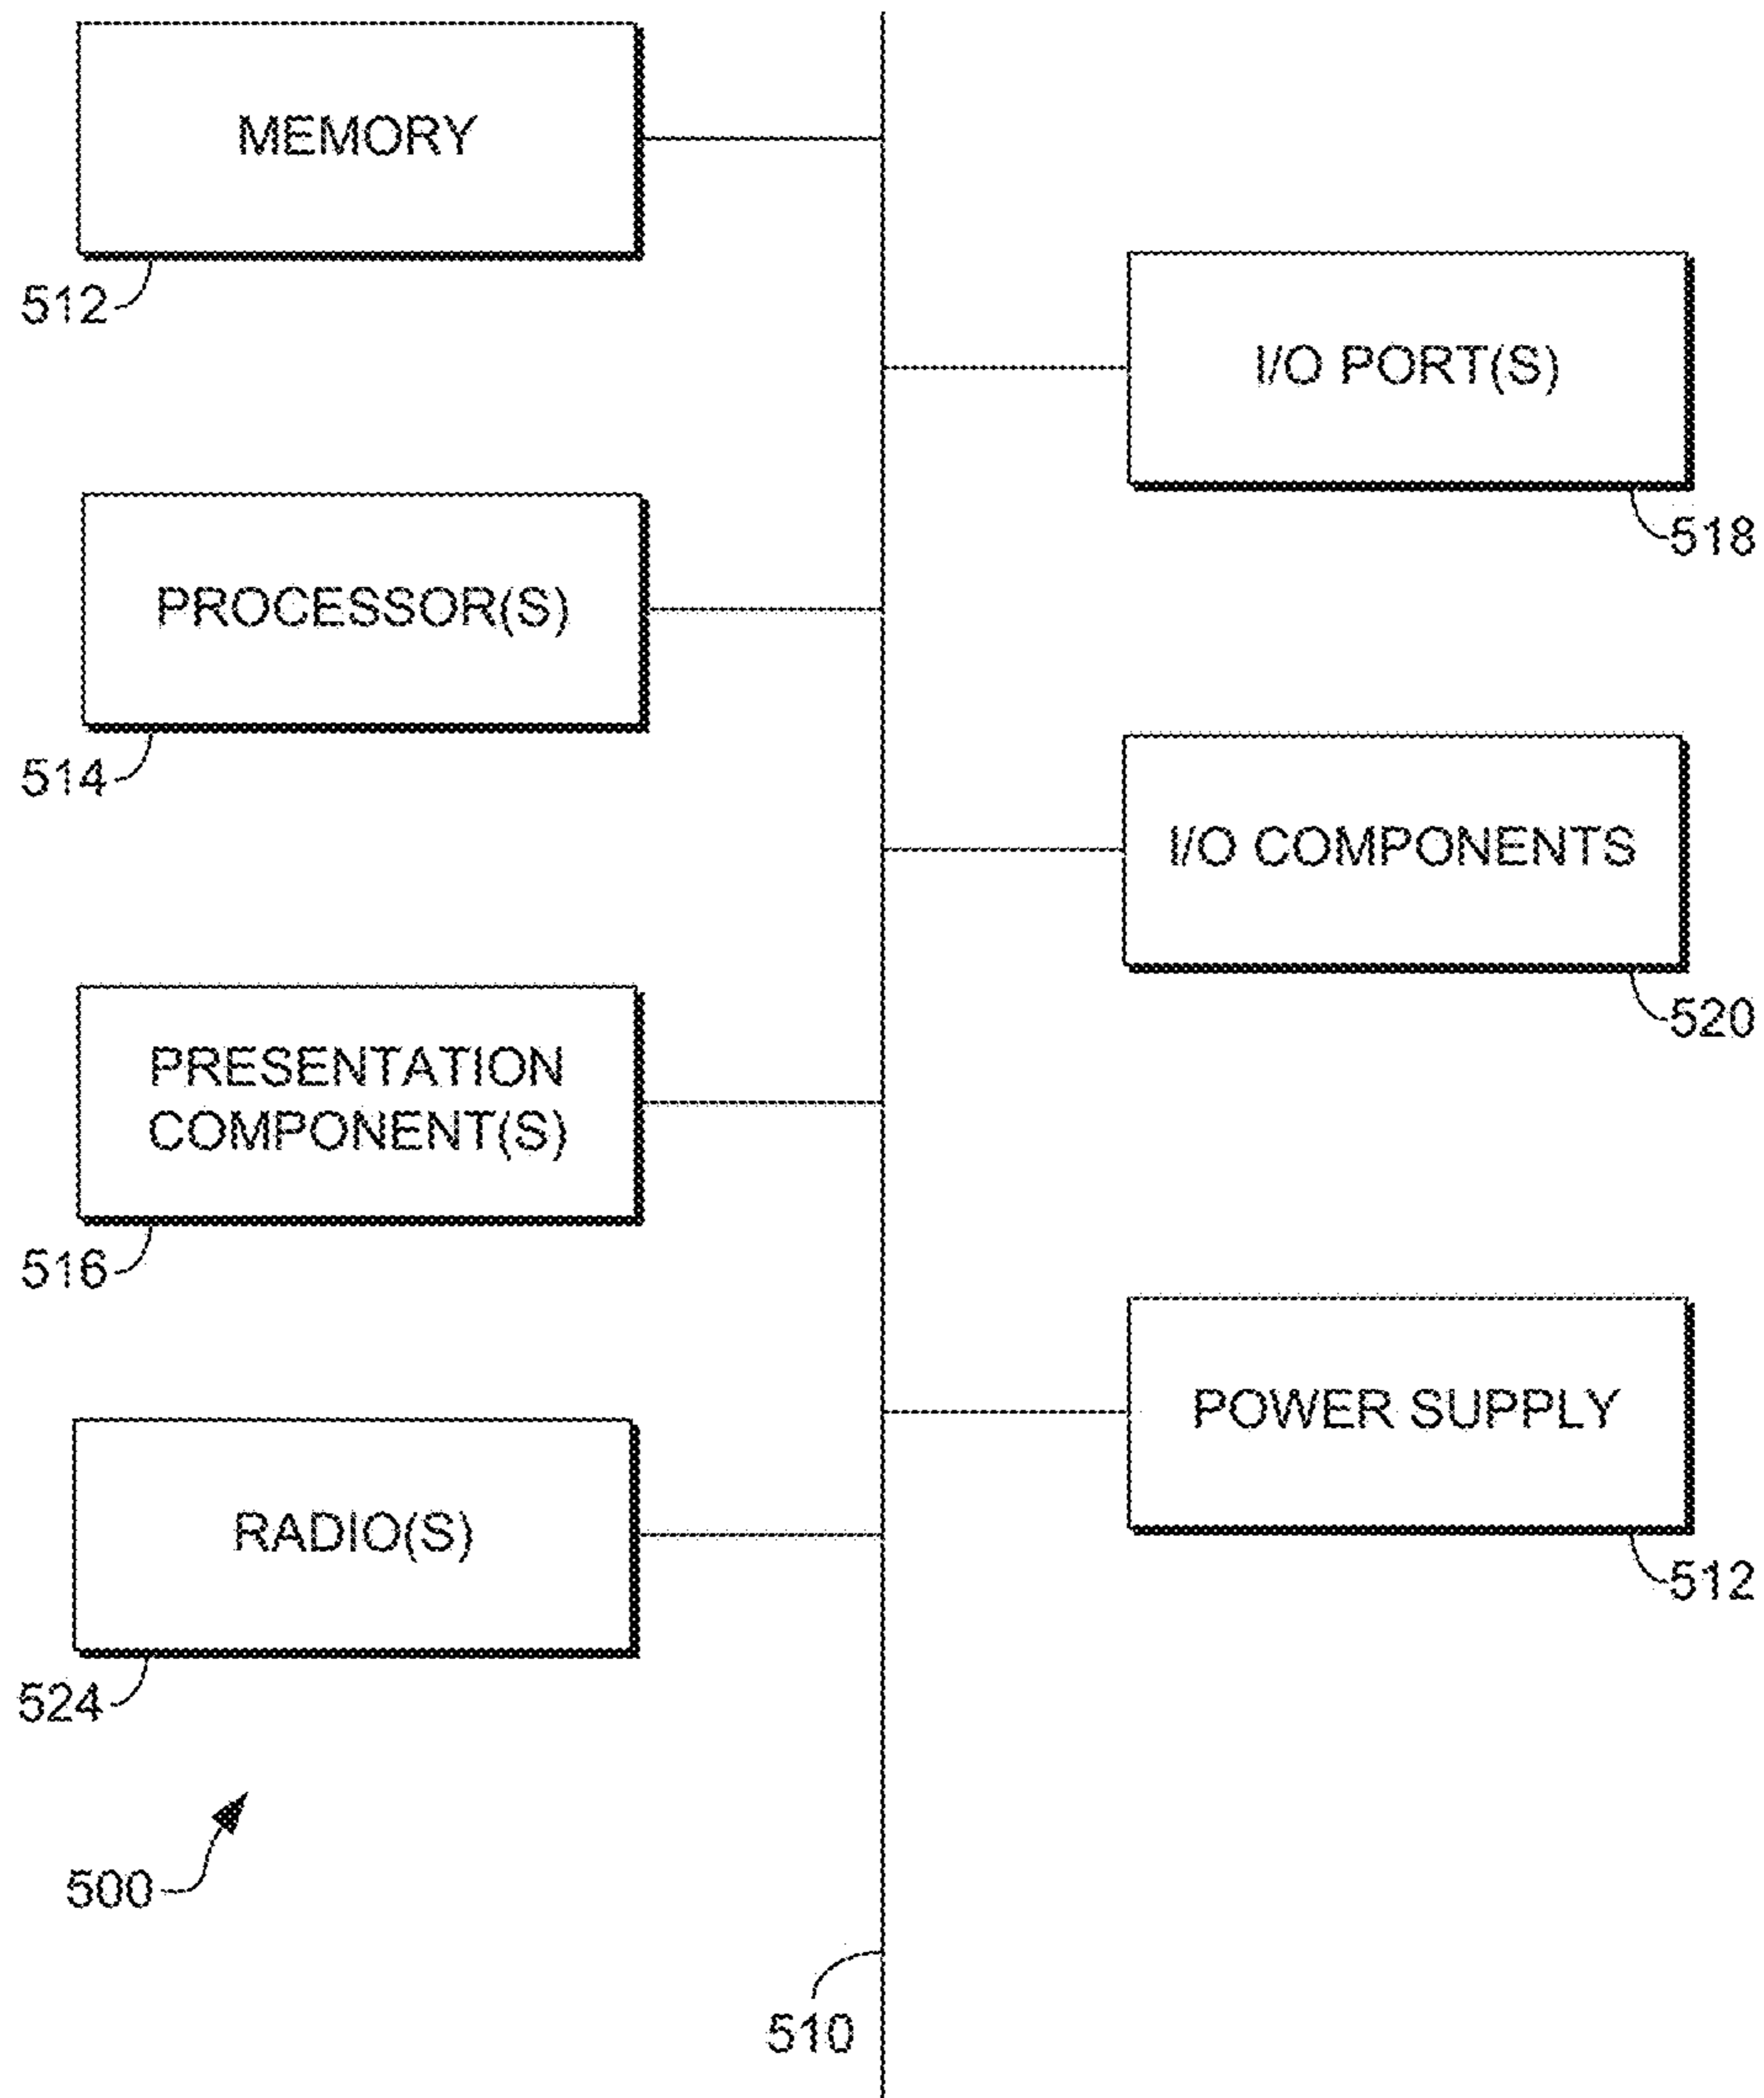 MEMORY
512
I/O PORT(S)
518
PROCESSOR(S)
514
I/O COMPONENTS
520
PRESENTATION
COMPONENT(S)
516
POWER SUPPLY
512
RADIO(S)
524
500
510